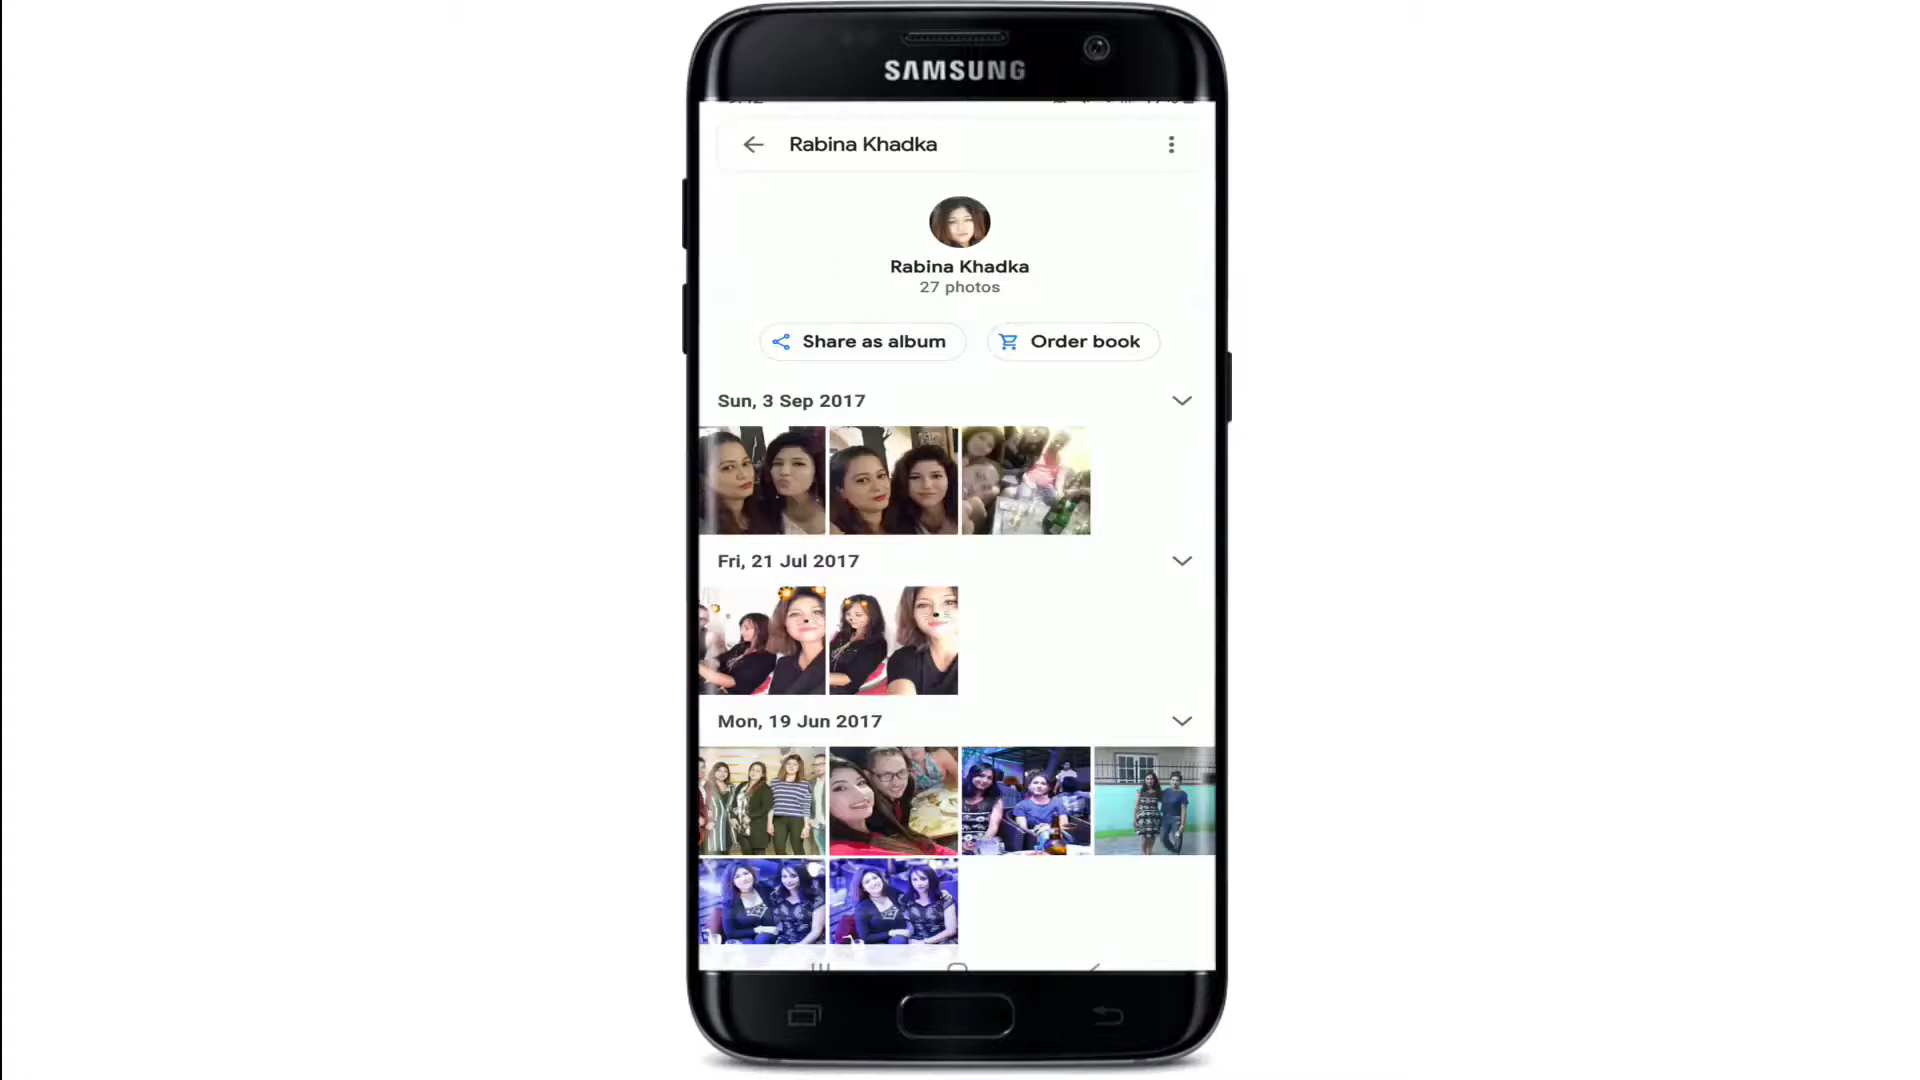 SAMSUNG
Rabina Khadka
Rabina Khadka
27 photos
Share as album
Order book
Sun, 3 Sep 2017
Fri, 21 Jul 2017
Mon, 19 Jun 2017